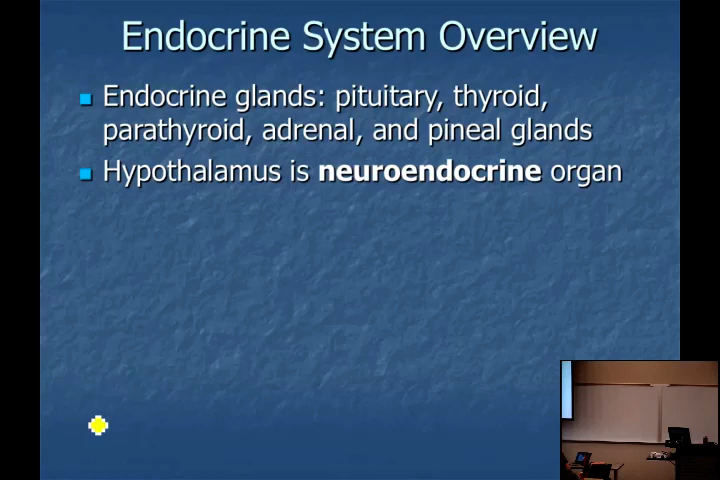 Endocrine System Overview
Endocrine glands: pituitary, thyroid,
parathyroid, adrenal, and pineal glands
Hypothalamus is neuroendocrine organ